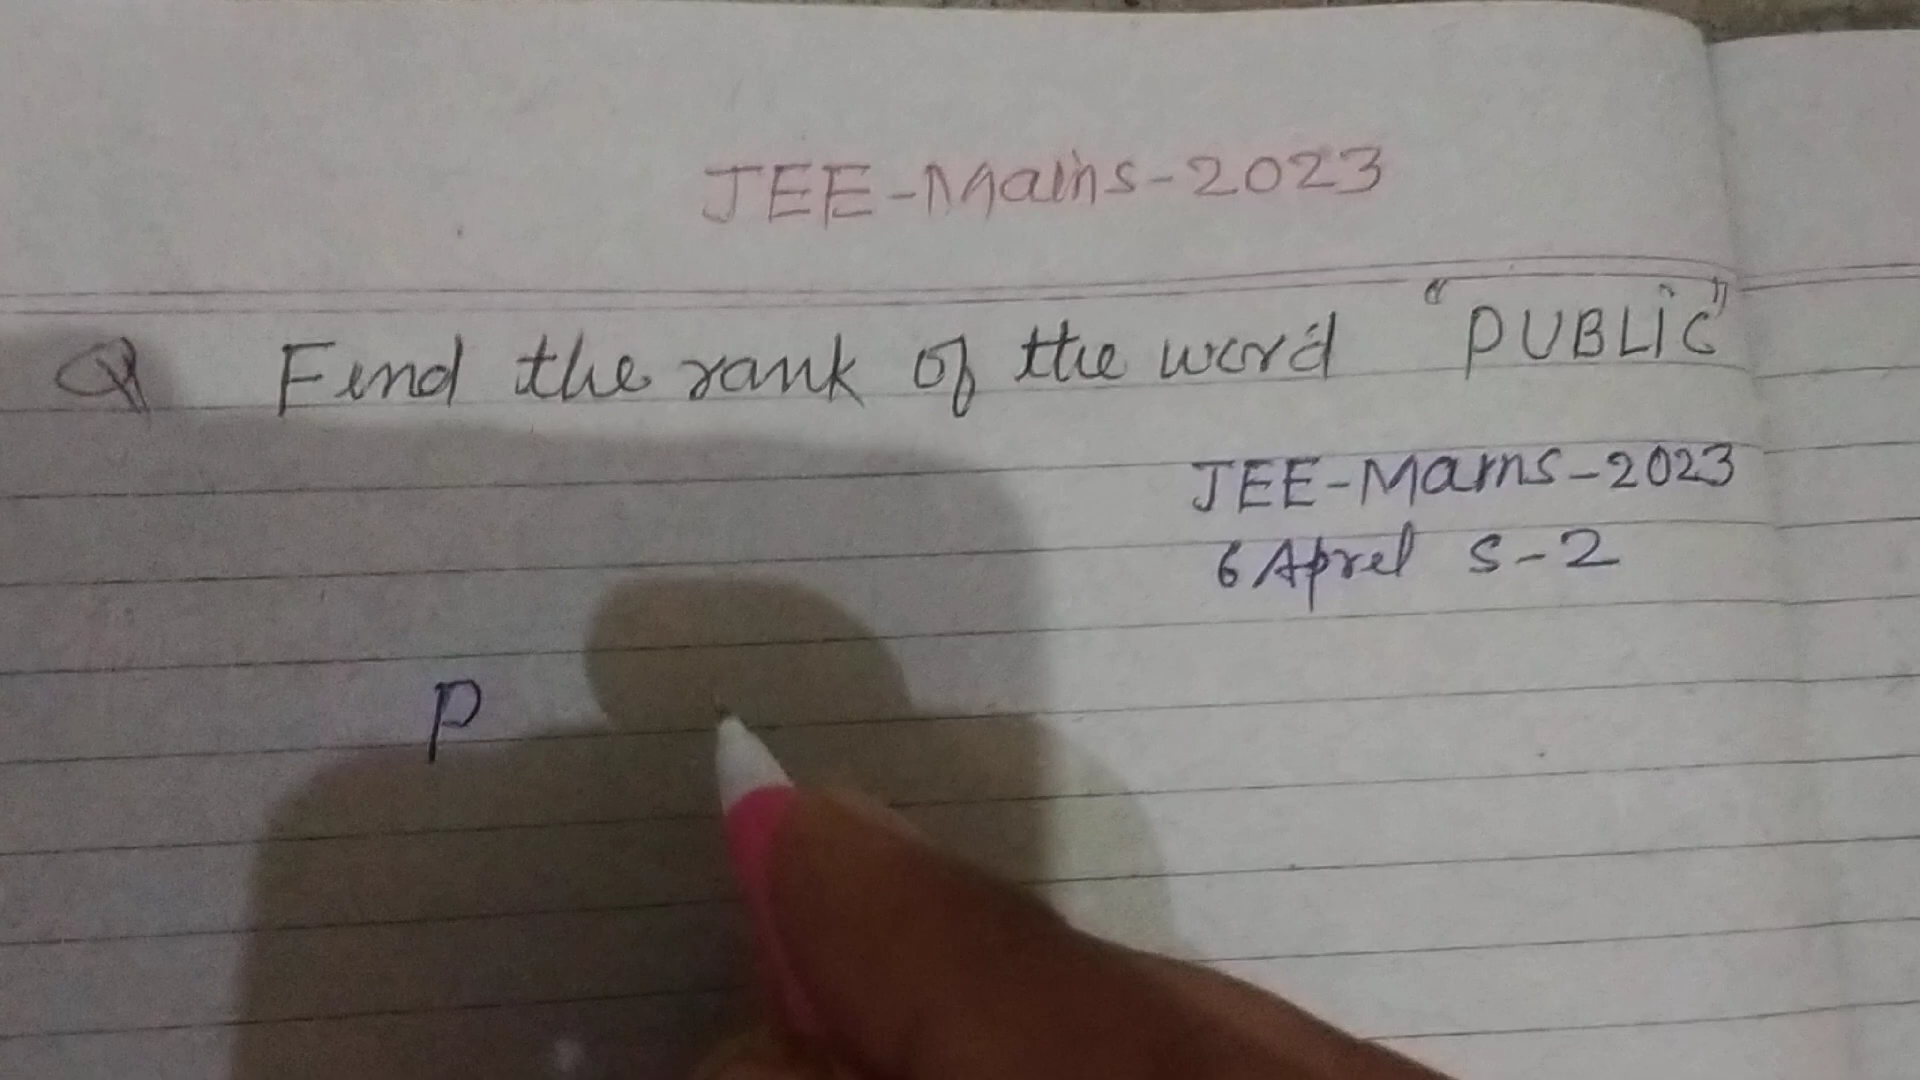 JEE-Mains-2023
Q Find the rank of the word "PUBLIC"
JEE-Mains-2023
6 April S-2
P